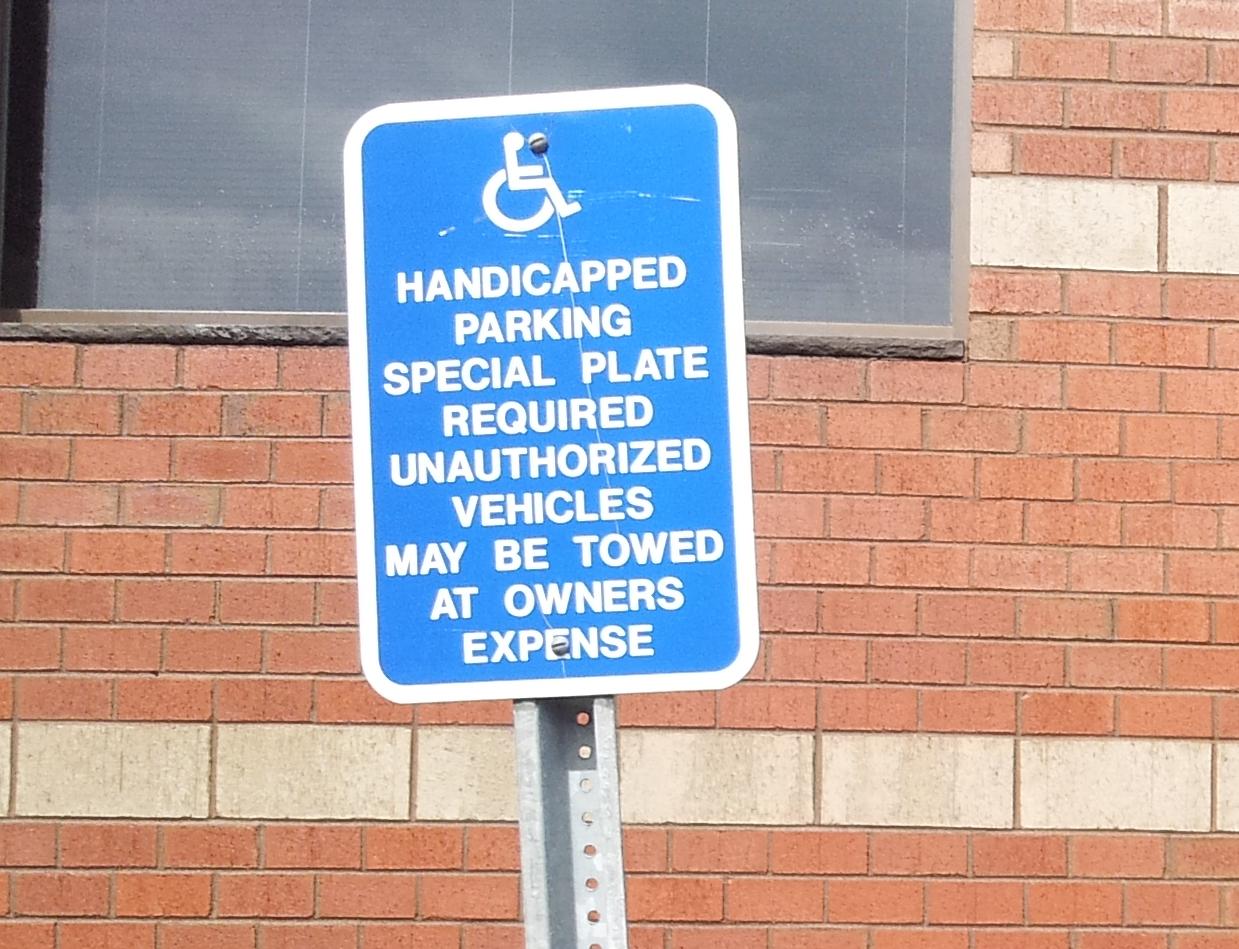 HANDICAPPED
PARKING
SPECIAL PLATE
REQUIRED
UNAUTHORIZED
VEHICLES
MAY BE TOWED
AT OWNERS
EXPENSE